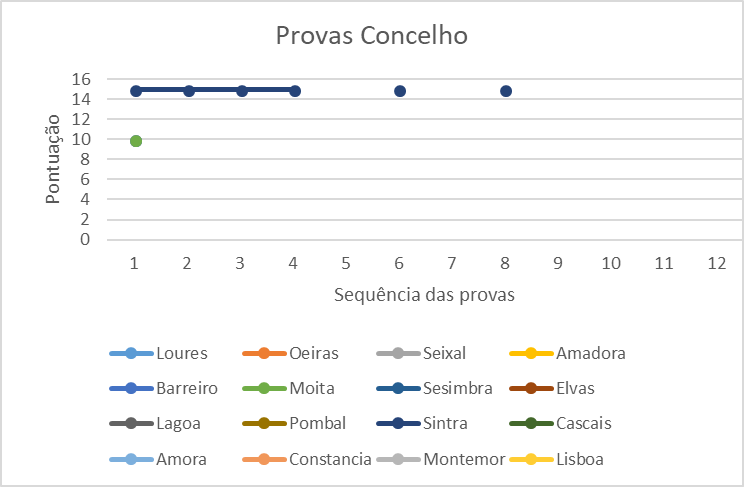 Provas Concelho
16
14
12
10
8
6
4
2
0
Pontuação
1 2 3 4 5 6 7 8 9 10 11 12
Sequência das provas
Loures Oeiras Seixal Amadora
Barreiro Moita Sesimbra Elvas
Lagoa Pombal Sintra Cascais
Amora Constancia Montemor Lisboa